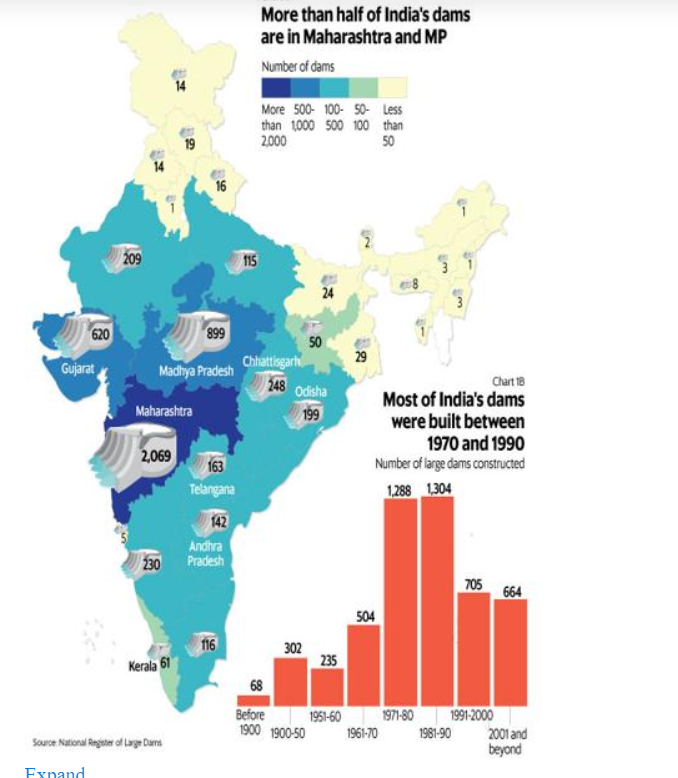 More than half of India's dams
are in Maharashtra and MP
Number of dams
More than 2,000
500-1,000
100-500
50-100
Less than 50
14
19
14
16
1
1
2
209
115
3
1
8
24
3
620
899
50
1
29
Gujarat
Madhya Pradesh
Chhattisgarh
248
Odisha
199
Maharashtra
2,069
163
Telangana
142
Andhra
Pradesh
5
230
116
Kerala 61
Chart 1B
Most of India's dams
were built between
1970 and 1990
Number of large dams constructed
1,288
1,304
705
664
504
302
235
68
Before
1900
1900-50
1951-60
1961-70
1971-80
1981-90
1991-2000
2001 and
beyond
Source: National Register of Large Dams
Expand